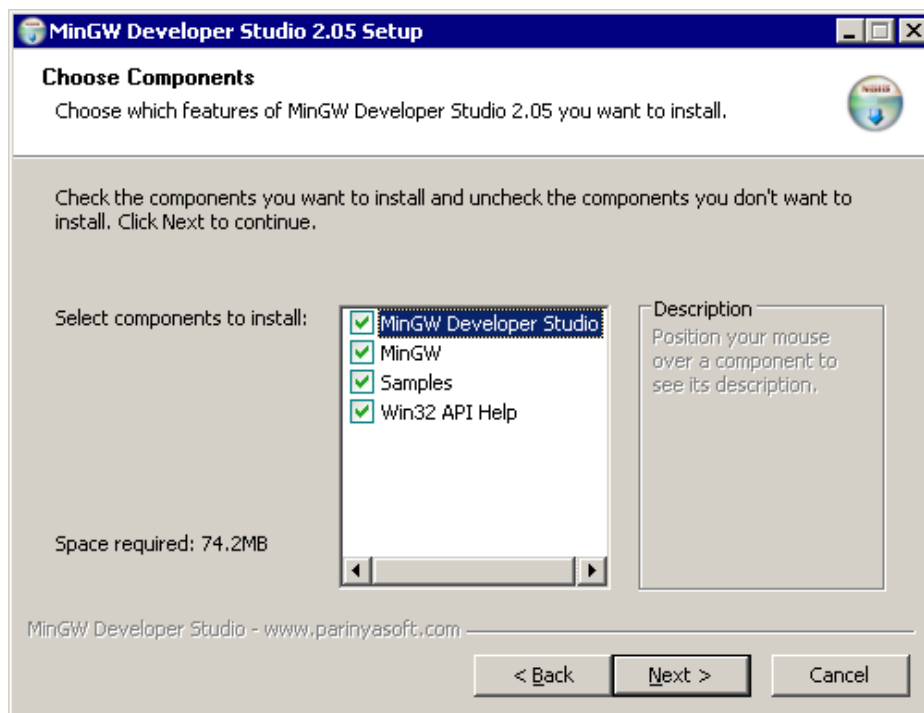 MinGW Developer Studio 2.05 Setup
Choose Components
Choose which features of MinGW Developer Studio 2.05 you want to install.
Check the components you want to install and uncheck the components you don't want to
install. Click Next to continue.
Select components to install:
MinGW Developer Studio
MinGW
Samples
Win32 API Help
Description
Position your mouse
over a component to
see its description.
Space required: 74.2MB
MinGW Developer Studio - www.parinyasoft.com
< Back
Next >
Cancel